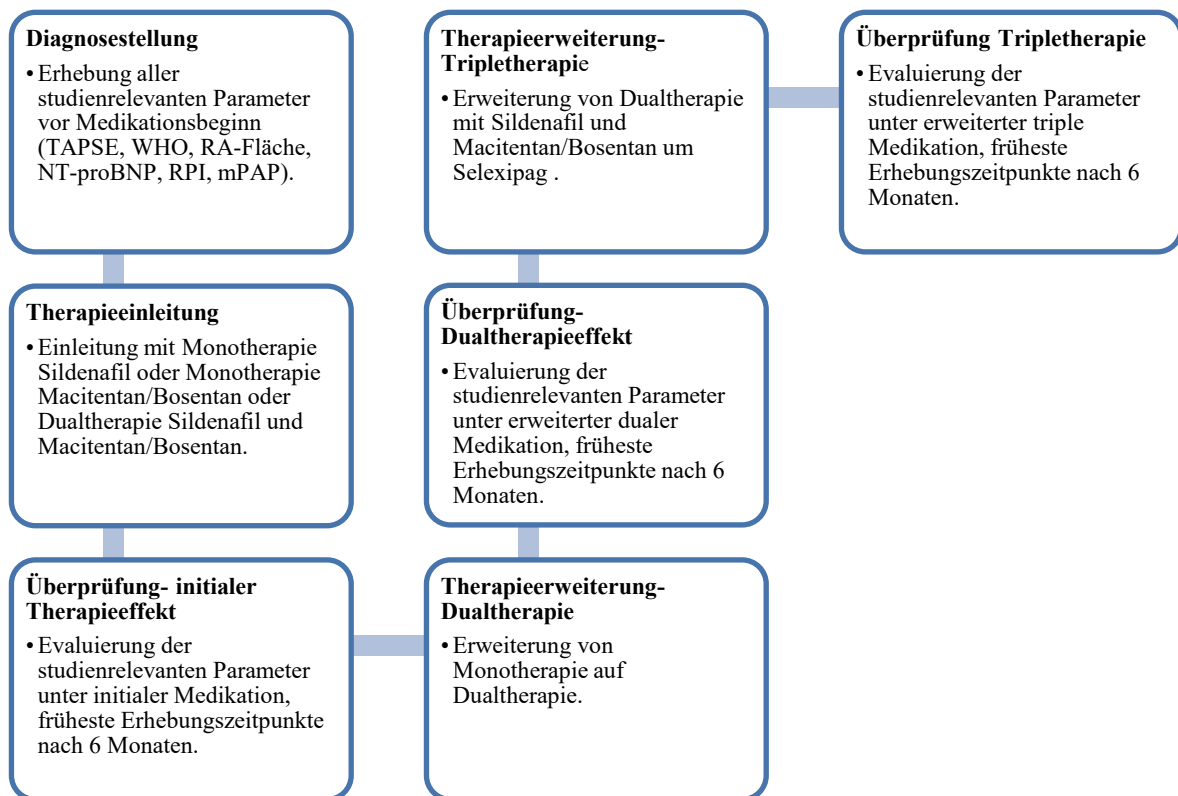 Diagnosestellung
• Erhebung aller
studienrelevanten Parameter
vor Medikationsbeginn
(TAPSE, WHO, RA-Fläche,
NT-proBNP, RPI, mPAP).
Therapieeinleitung
• Einleitung mit Monotherapie
Sildenafil oder Monotherapie
Macitentan/Bosentan oder
Dualtherapie Sildenafil und
Macitentan/Bosentan.
Überprüfung- initialer
Therapieeffekt
• Evaluierung der
studienrelevanten Parameter
unter initialer Medikation,
früheste Erhebungszeitpunkte
nach 6 Monaten.
Therapieerweiterung-
Dualtherapie
• Erweiterung von
Monotherapie auf
Dualtherapie.
Überprüfung-
Dualtherapieeffekt
• Evaluierung der
studienrelevanten Parameter
unter erweiterter dualer
Medikation, früheste
Erhebungszeitpunkte nach 6
Monaten.
Therapieerweiterung-
Tripletherapie
• Erweiterung von Dualtherapie
mit Sildenafil und
Macitentan/Bosentan um
Selexipag .
Überprüfung Tripletherapie
• Evaluierung der
studienrelevanten Parameter
unter erweiterter triple
Medikation, früheste
Erhebungszeitpunkte nach 6
Monaten.